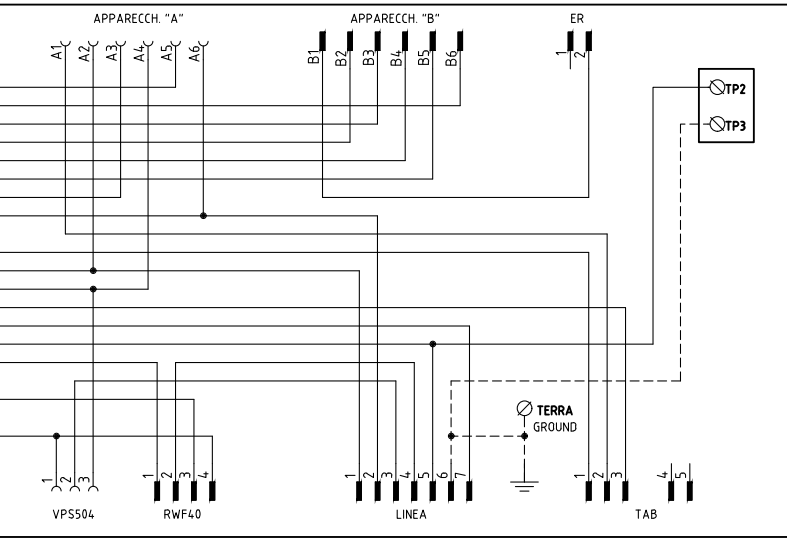 APPARECCH. "A"
APPARECCH. "B"
ER
A1
A2
A3
A4
A5
A6
B1
B2
B3
B4
B5
B6
1
2
TP2
TP3
TERRA
GROUND
1
2
3
1
2
3
4
1
2
3
4
5
6
7
1
2
3
4
5
VPS504
RWF40
LINEA
TAB